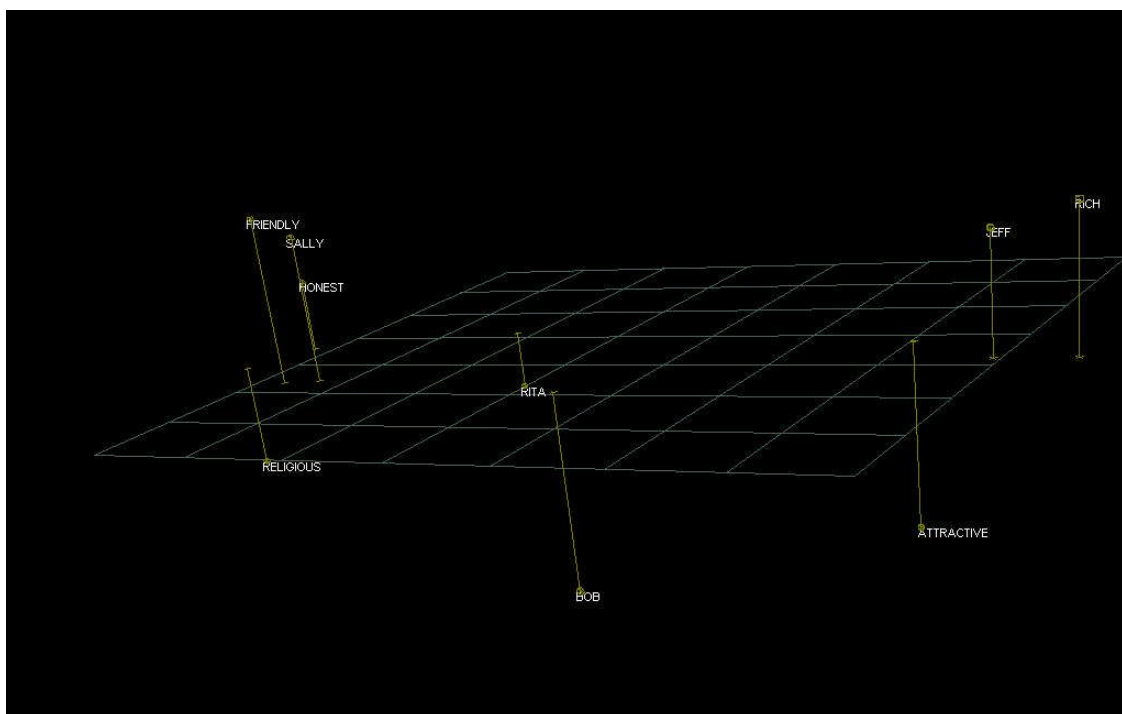 RICH
FRIENDLY
JEFF
SALLY
HONEST
RITA
RELIGIOUS
ATTRACTIVE
BOB